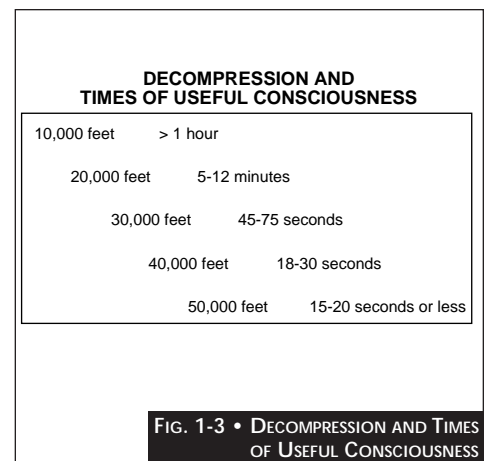 DECOMPRESSION AND
TIMES OF USEFUL CONSCIOUSNESS
10,000 feet > 1 hour
20,000 feet 5-12 minutes
30,000 feet 45-75 seconds
40,000 feet 18-30 seconds
50,000 feet 15-20 seconds or less
FIG. 1-3 • DECOMPRESSION AND TIMES
OF USEFUL CONSCIOUSNESS